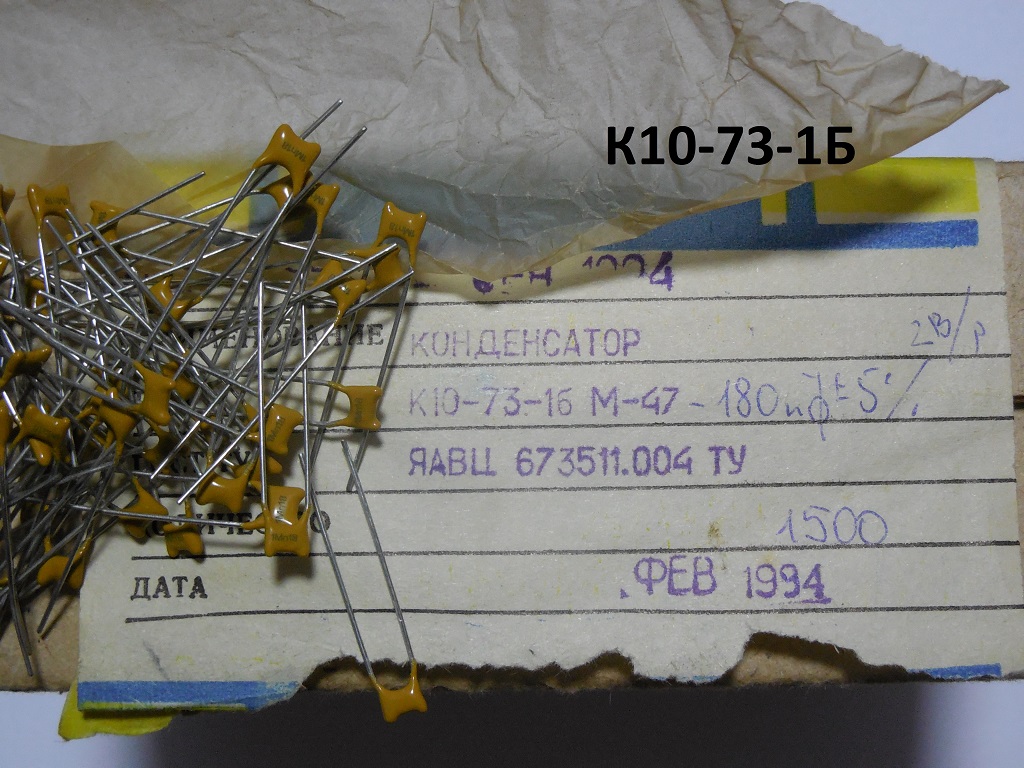 К10-73-1Б
1994
КОНДЕНСАТОР
2В/р
К10-73-1б М-47 - 180пф ± 5%
ЯАВЦ 673511.004 ТУ
1500
ДАТА ФЕВ 1994